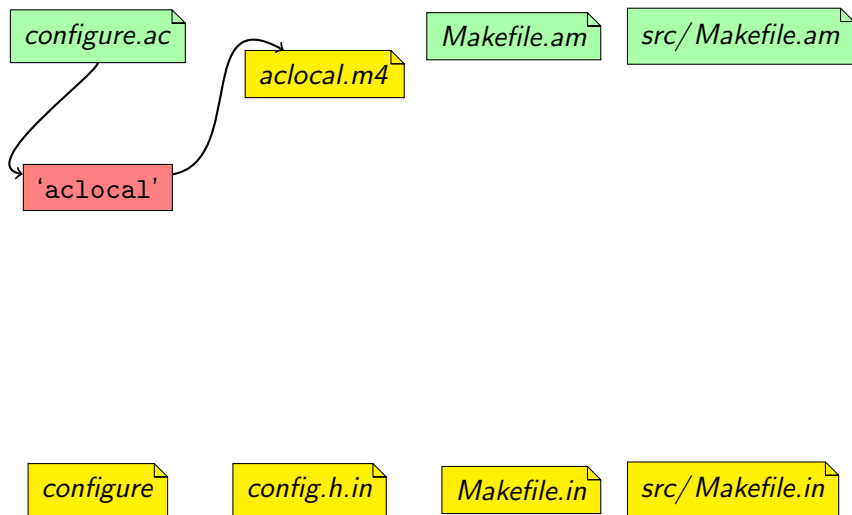 configure.ac
aclocal.m4
Makefile.am
src/Makefile.am
‘aclocal’
configure
config.h.in
Makefile.in
src/Makefile.in